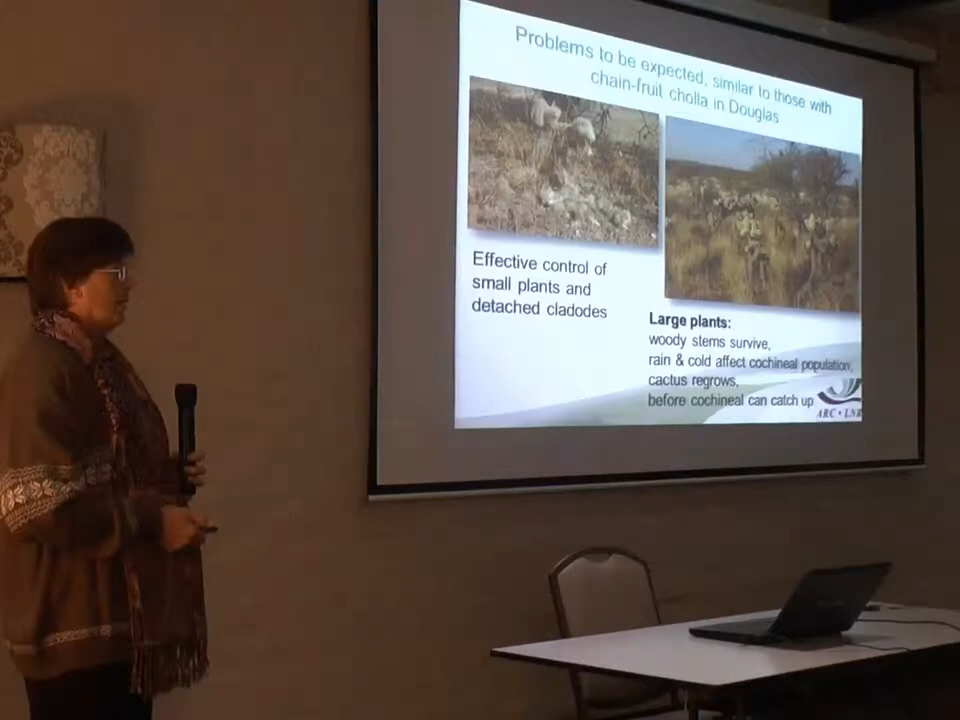 Problems to be expected, similar to those with
chain-fruit cholla in Douglas
Effective control of
small plants and
detached cladodes
Large plants:
woody stems survive,
rain & cold affect cochineal population,
cactus regrows,
before cochineal can catch up
ARC • LNR